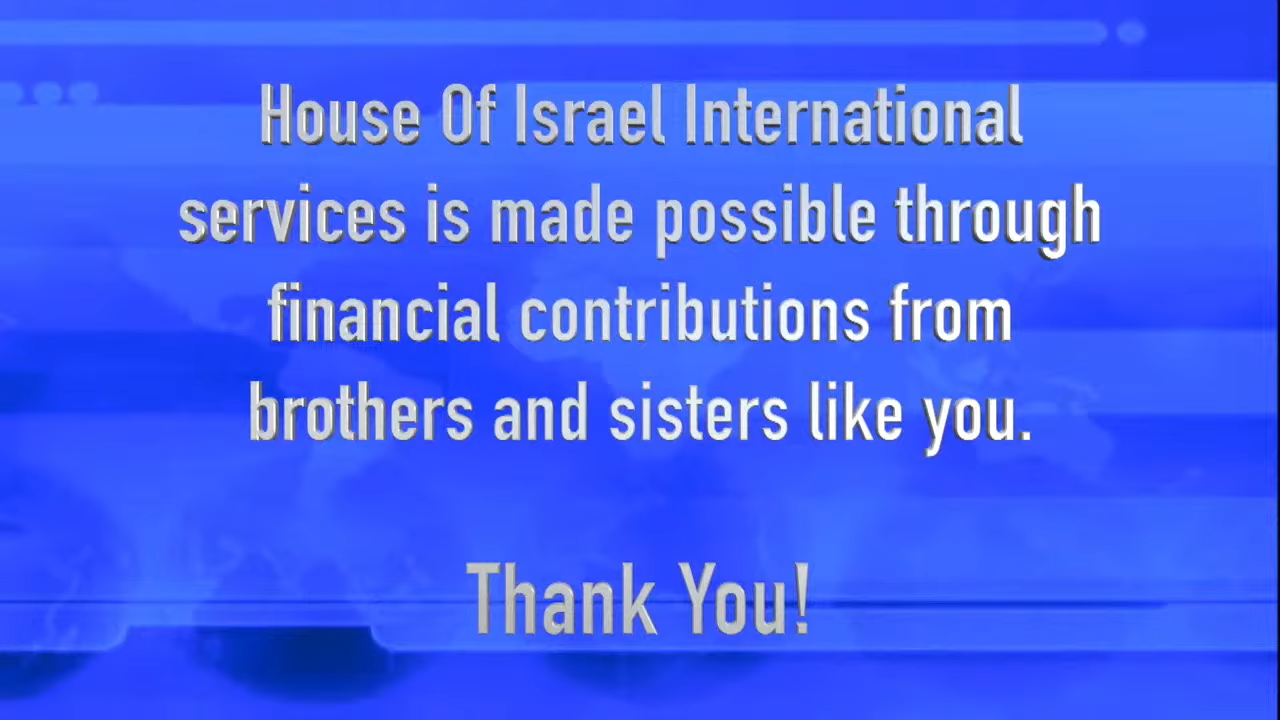 House Of Israel International
services is made possible through
financial contributions from
brothers and sisters like you.
Thank You!